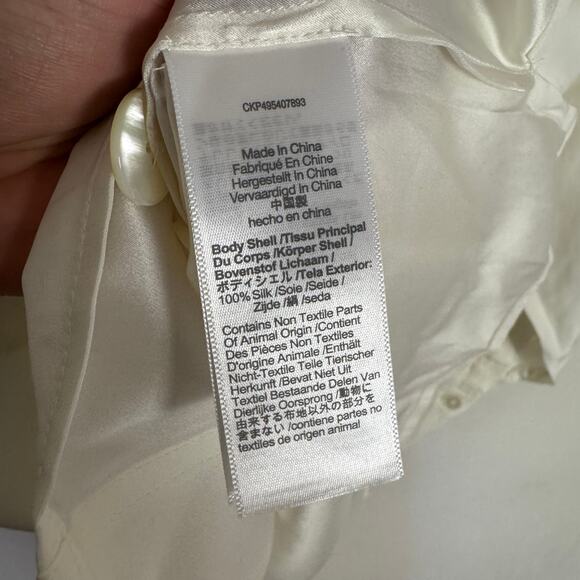 CKP495407893
Made In China
Fabriqué En Chine
Hergestellt In China
Vervaardigd In China
中国製
hecho en china
Body Shell /Tissu Principal
Du Corps /Körper Shell /
Bovenstof Lichaam /
ボディシェル /Tela Exterior:
100% Silk /Soie /Seide /
Zijde /絹 /seda
Contains Non Textile Parts
Of Animal Origin /Contient
Des Pièces Non Textiles
D'origine Animale /Enthält
Nicht-Textile Teile Tierischer
Herkunft /Bevat Niet Uit
Textiel Bestaande Delen Van
Dierlijke Oorsprong /動物に
由来する布地以外の部分を
含まない /contiene partes no
textiles de origen animal